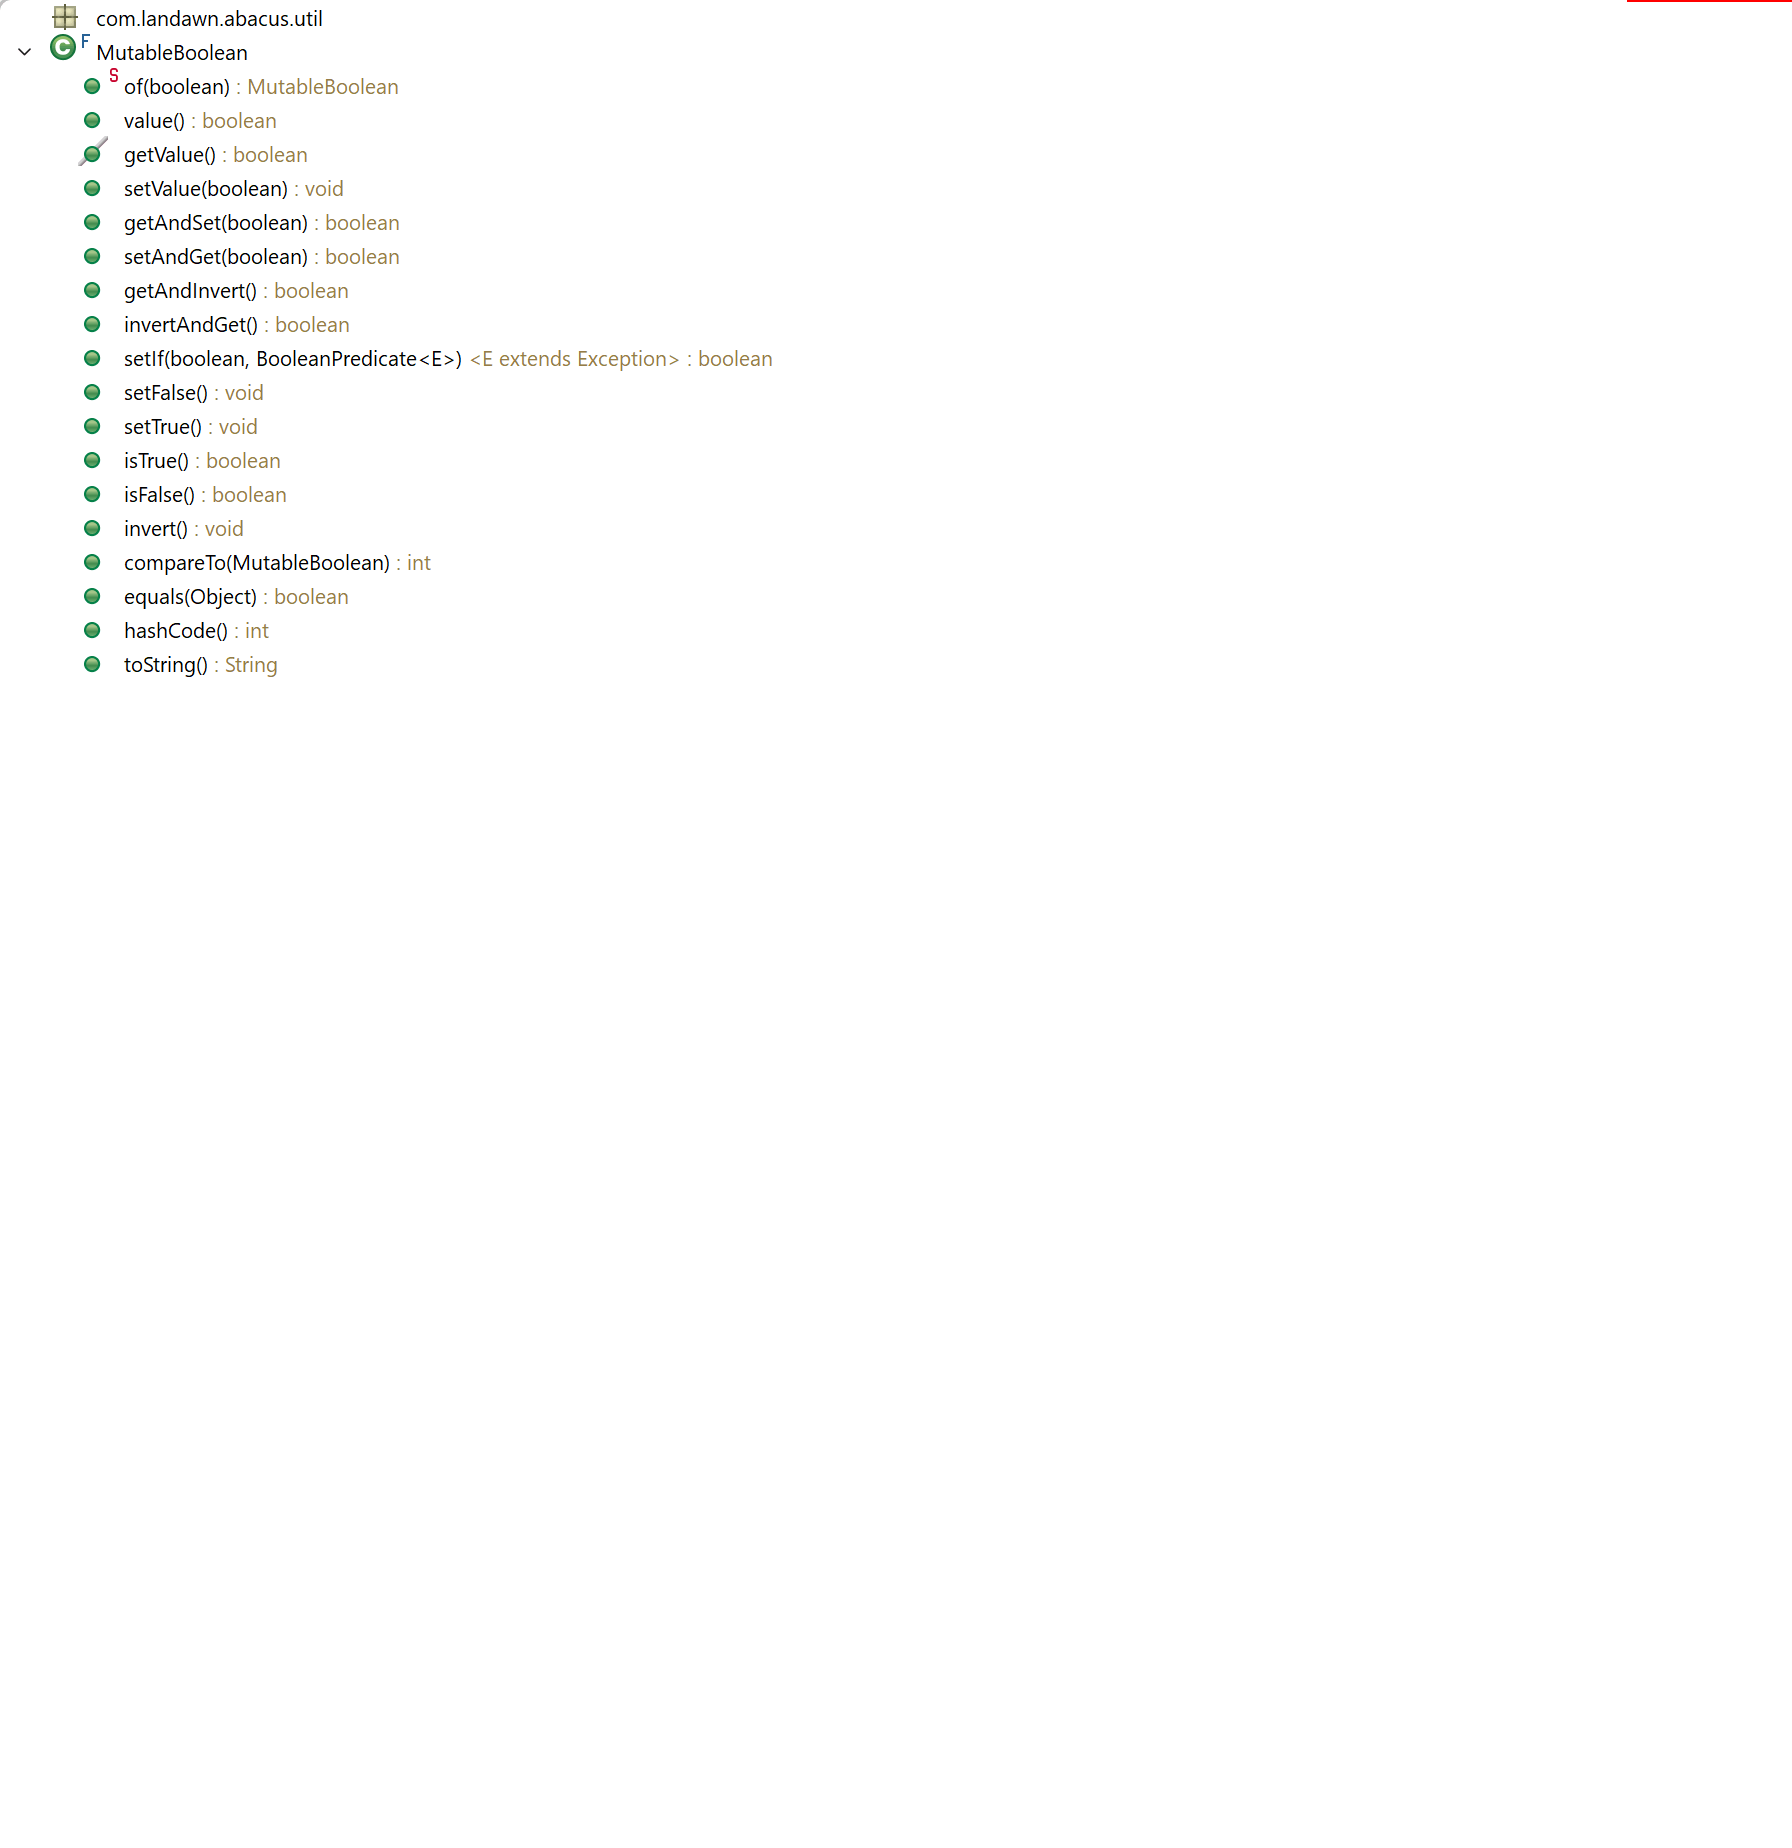 com.landawn.abacus.util
C F MutableBoolean
S of(boolean) : MutableBoolean
value() : boolean
getValue() : boolean
setValue(boolean) : void
getAndSet(boolean) : boolean
setAndGet(boolean) : boolean
getAndInvert() : boolean
invertAndGet() : boolean
setIf(boolean, BooleanPredicate<E>) <E extends Exception> : boolean
setFalse() : void
setTrue() : void
isTrue() : boolean
isFalse() : boolean
invert() : void
compareTo(MutableBoolean) : int
equals(Object) : boolean
hashCode() : int
toString() : String